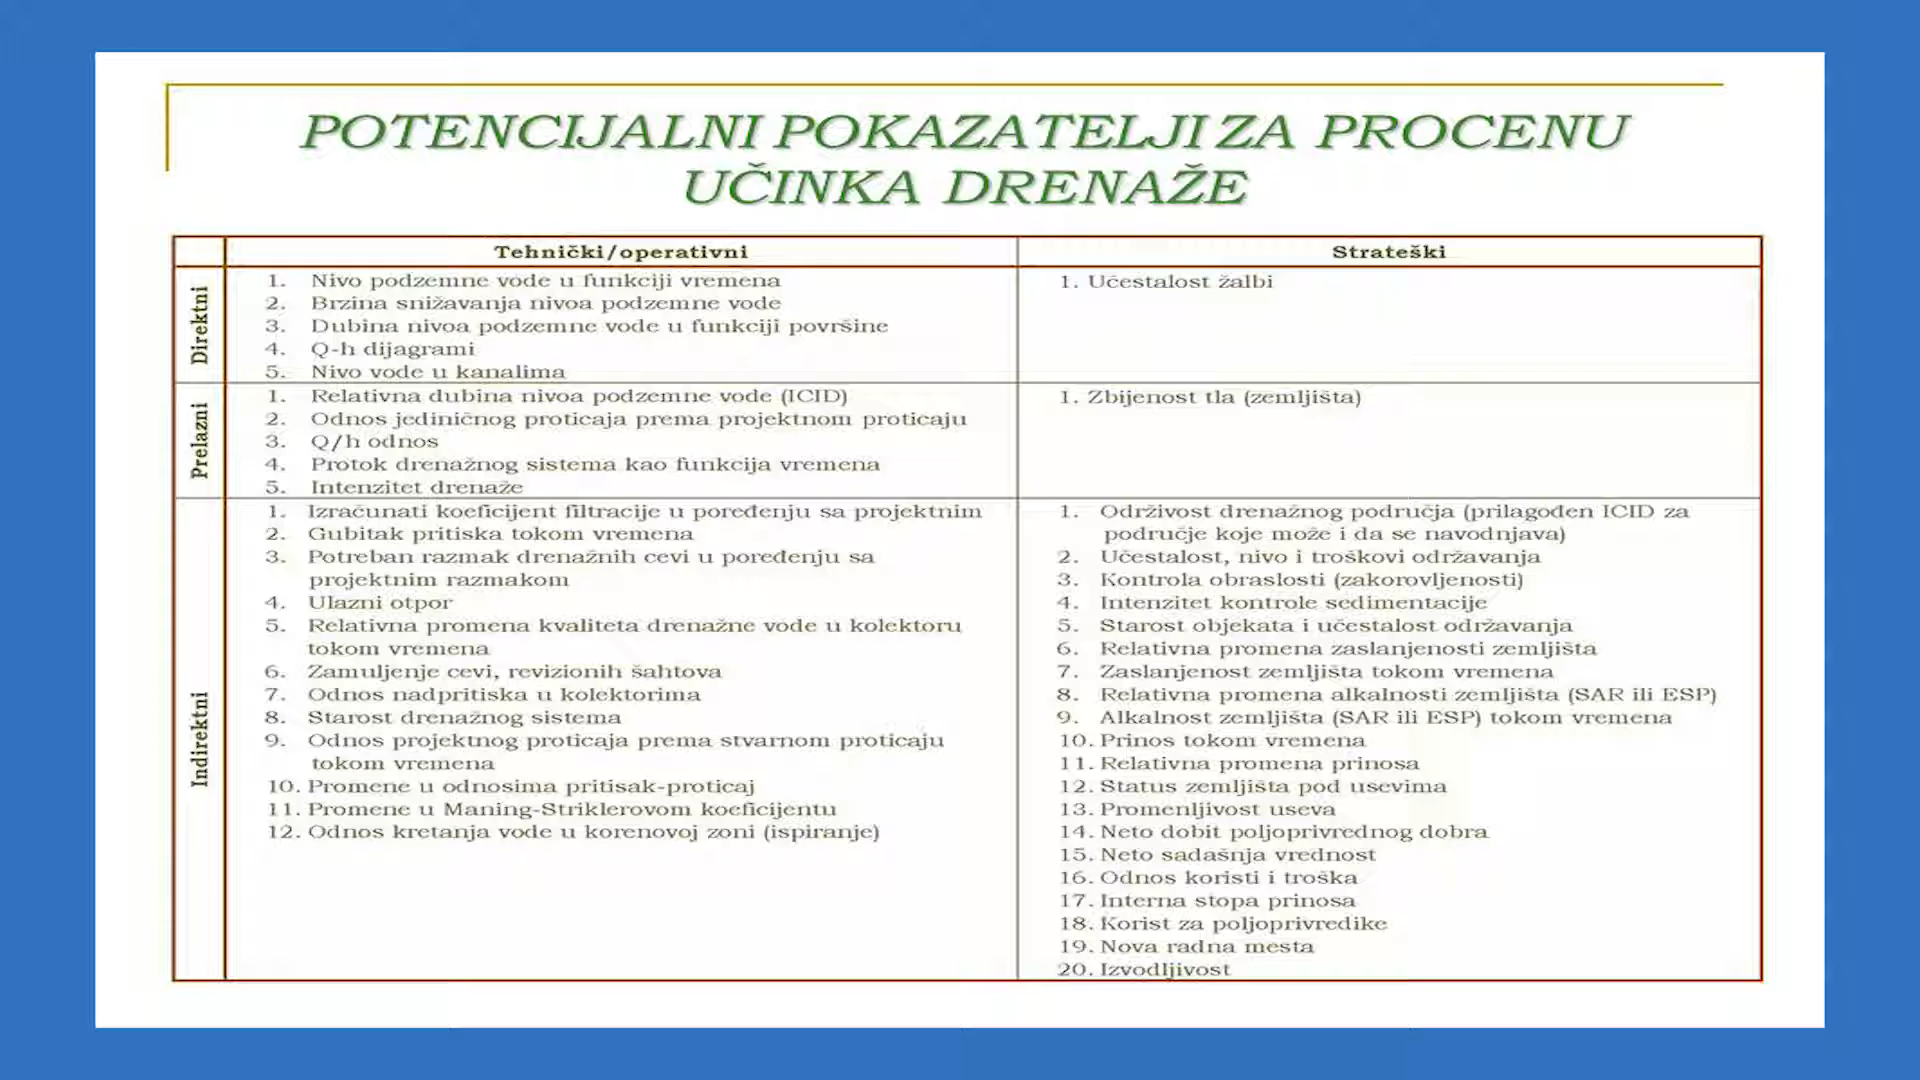 POTENCIJALNI POKAZATELJI ZA PROCENU
UČINKA DRENAŽE
Tehnički/operativni
Strateški
Direktni
1. Nivo podzemne vode u funkciji vremena
2. Brzina snižavanja nivoa podzemne vode
3. Dubina nivoa podzemne vode u funkciji površine
4. Q-h dijagrami
5. Nivo vode u kanalima
1. Učestalost žalbi
Prelazni
1. Relativna dubina nivoa podzemne vode (ICID)
2. Odnos jediničnog proticaja prema projektnom proticaju
3. Q/h odnos
4. Protok drenažnog sistema kao funkcija vremena
5. Intenzitet drenaže
1. Zbijenost tla (zemljišta)
Indirektni
1. Izračunati koeficijent filtracije u poređenju sa projektnim
2. Gubitak pritiska tokom vremena
3. Potreban razmak drenažnih cevi u poređenju sa
projektnim razmakom
4. Ulazni otpor
5. Relativna promena kvaliteta drenažne vode u kolektoru
tokom vremena
6. Zamuljenje cevi, revizionih šahtova
7. Odnos nadpritiska u kolektorima
8. Starost drenažnog sistema
9. Odnos projektnog proticaja prema stvarnom proticaju
tokom vremena
10. Promene u odnosima pritisak-proticaj
11. Promene u Maning-Striklerovom koeficijentu
12. Odnos kretanja vode u korenovoj zoni (ispiranje)
1. Održivost drenažnog područja (prilagođen ICID za
područje koje može i da se navodnjava)
2. Učestalost, nivo i troškovi održavanja
3. Kontrola obraslosti (zakorovljenosti)
4. Intenzitet kontrole sedimentacije
5. Starost objekata i učestalost održavanja
6. Relativna promena zaslanjenosti zemljišta
7. Zaslanjenost zemljišta tokom vremena
8. Relativna promena alkalnosti zemljišta (SAR ili ESP)
9. Alkalnost zemljišta (SAR ili ESP) tokom vremena
10. Prinos tokom vremena
11. Relativna promena prinosa
12. Status zemljišta pod usevima
13. Promenljivost useva
14. Neto dobit poljoprivrednog dobra
15. Neto sadašnja vrednost
16. Odnos koristi i troška
17. Interna stopa prinosa
18. Korist za poljoprivredike
19. Nova radna mesta
20. Izvodljivost